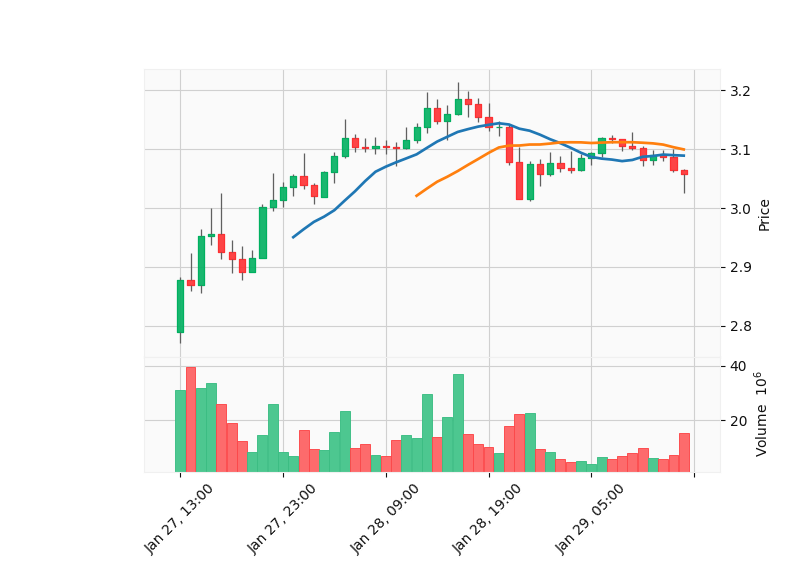 3.2
3.1
3.0
2.9
2.8
Price
40
20
Volume 10^6
Jan 27, 13:00
Jan 27, 23:00
Jan 28, 09:00
Jan 28, 19:00
Jan 29, 05:00